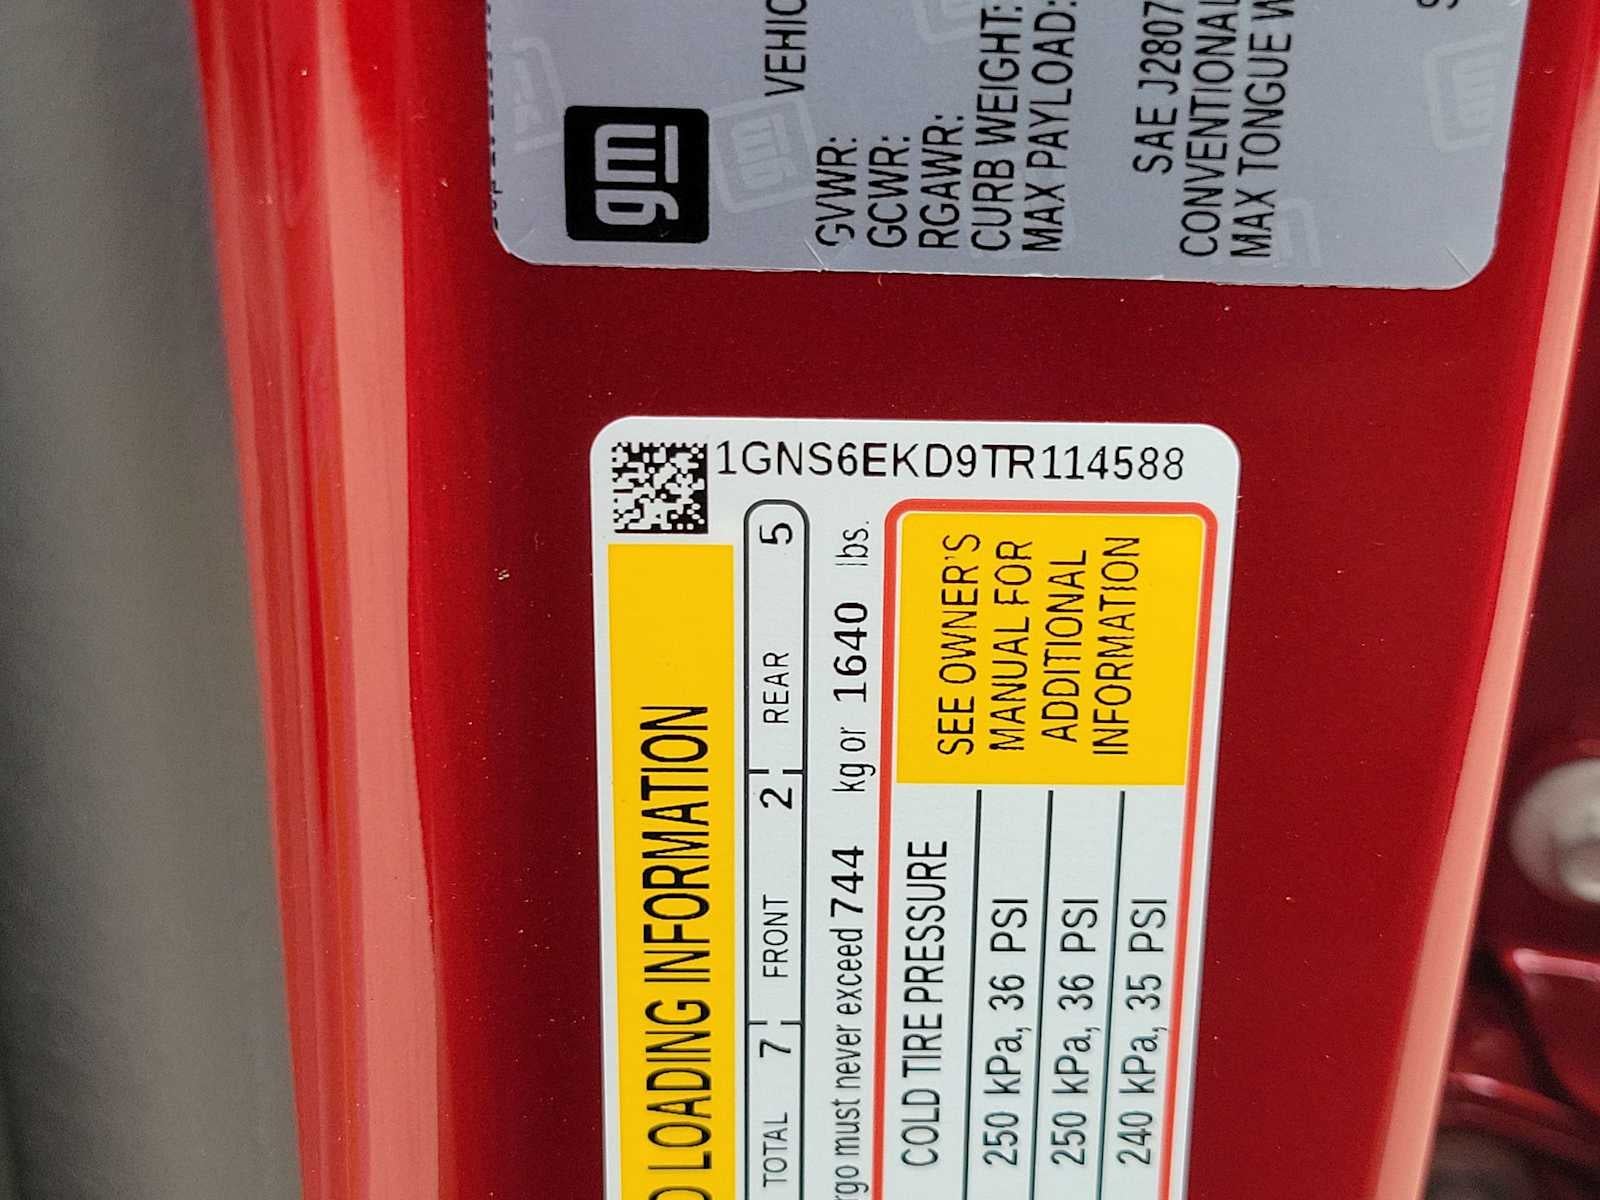 gm
VEHIC
GVWR:
GCWR:
RGAWR:
CURB WEIGHT:
MAX PAYLOAD:
SAE J2807
CONVENTIONAL
MAX TONGUE W
1GNS6EKD9TR114588
LOADING INFORMATION
TOTAL 7 FRONT 2 REAR 5
rgo must never exceed 744 kg or 1640 lbs.
COLD TIRE PRESSURE
250 kPa, 36 PSI
250 kPa, 36 PSI
240 kPa, 35 PSI
SEE OWNER'S
MANUAL FOR
ADDITIONAL
INFORMATION